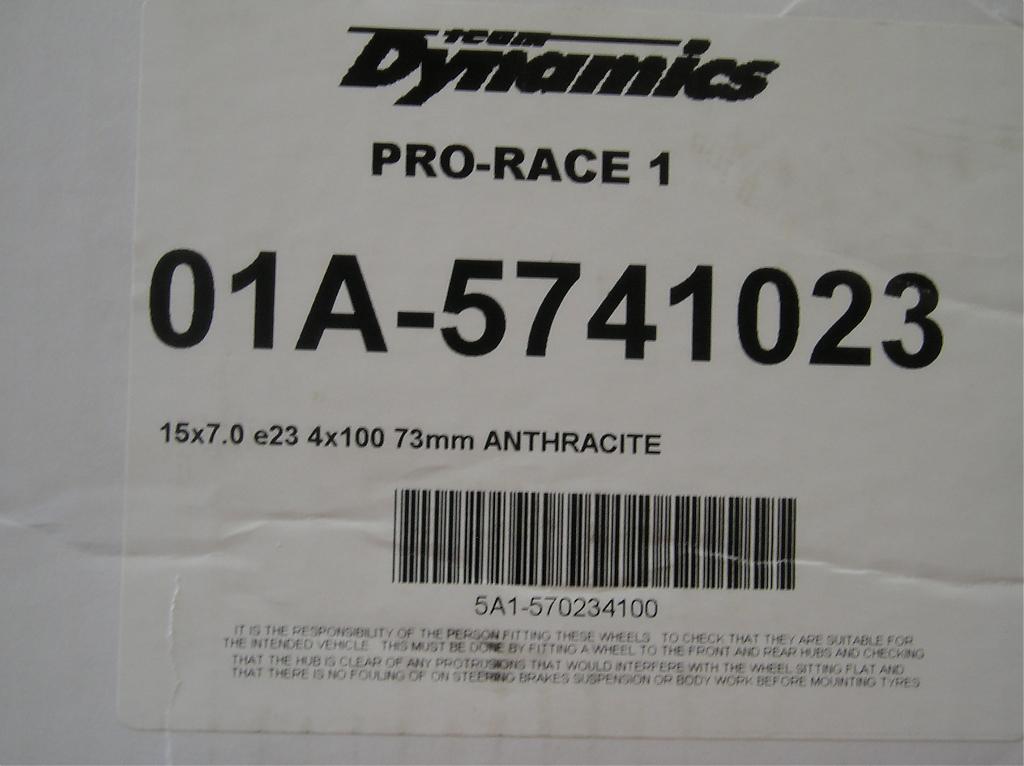 team
Dynamics
PRO-RACE 1
01A-5741023
15x7.0 e23 4x100 73mm ANTHRACITE
5A1-570234100
IT IS THE RESPONSIBILITY OF THE PERSON FITTING THESE WHEELS TO CHECK THAT THEY ARE SUITABLE FOR
THE INTENDED VEHICLE THIS MUST BE DONE BY FITTING A WHEEL TO THE FRONT AND REAR HUBS AND CHECKING
THAT THE HUB IS CLEAR OF ANY PROTRUSIONS THAT WOULD INTERFERE WITH THE WHEEL SITTING FLAT AND
THAT THERE IS NO FOULING OF ON STEERING BRAKES SUSPENSION OR BODY WORK BEFORE MOUNTING TYRES